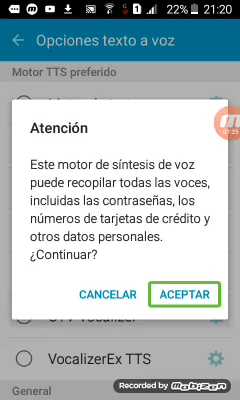 22% 21:20
Opciones texto a voz
Motor TTS preferido
07:25
Atención
Este motor de síntesis de voz
puede recopilar todas las voces,
incluidas las contraseñas, los
números de tarjetas de crédito y
otros datos personales.
¿Continuar?
CANCELAR ACEPTAR
VocalizerEx TTS
General
Recorded by Mobizen